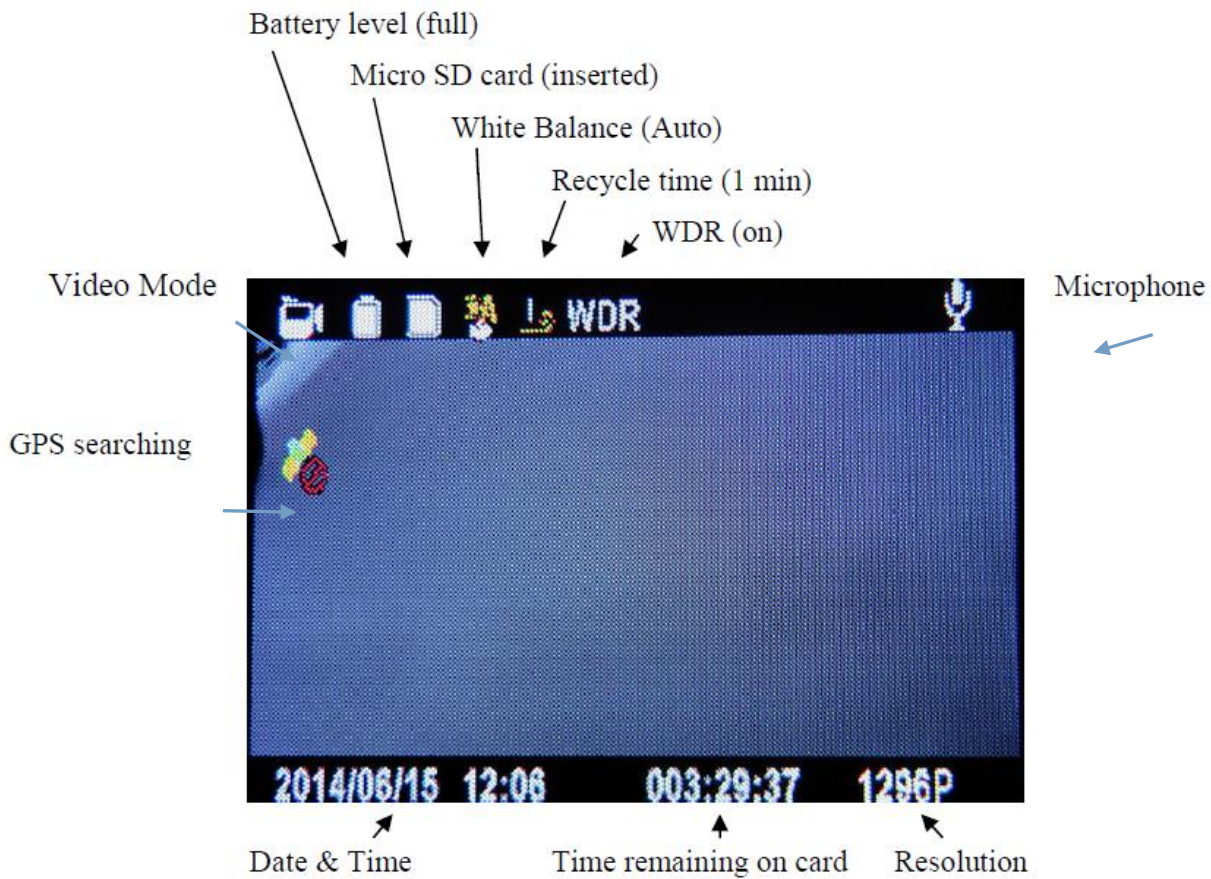 Battery level (full)
Micro SD card (inserted)
White Balance (Auto)
Recycle time (1 min)
WDR (on)
Video Mode
Microphone
WDR
GPS searching
2014/06/15 12:06 003:29:37 1296P
Date & Time Time remaining on card Resolution